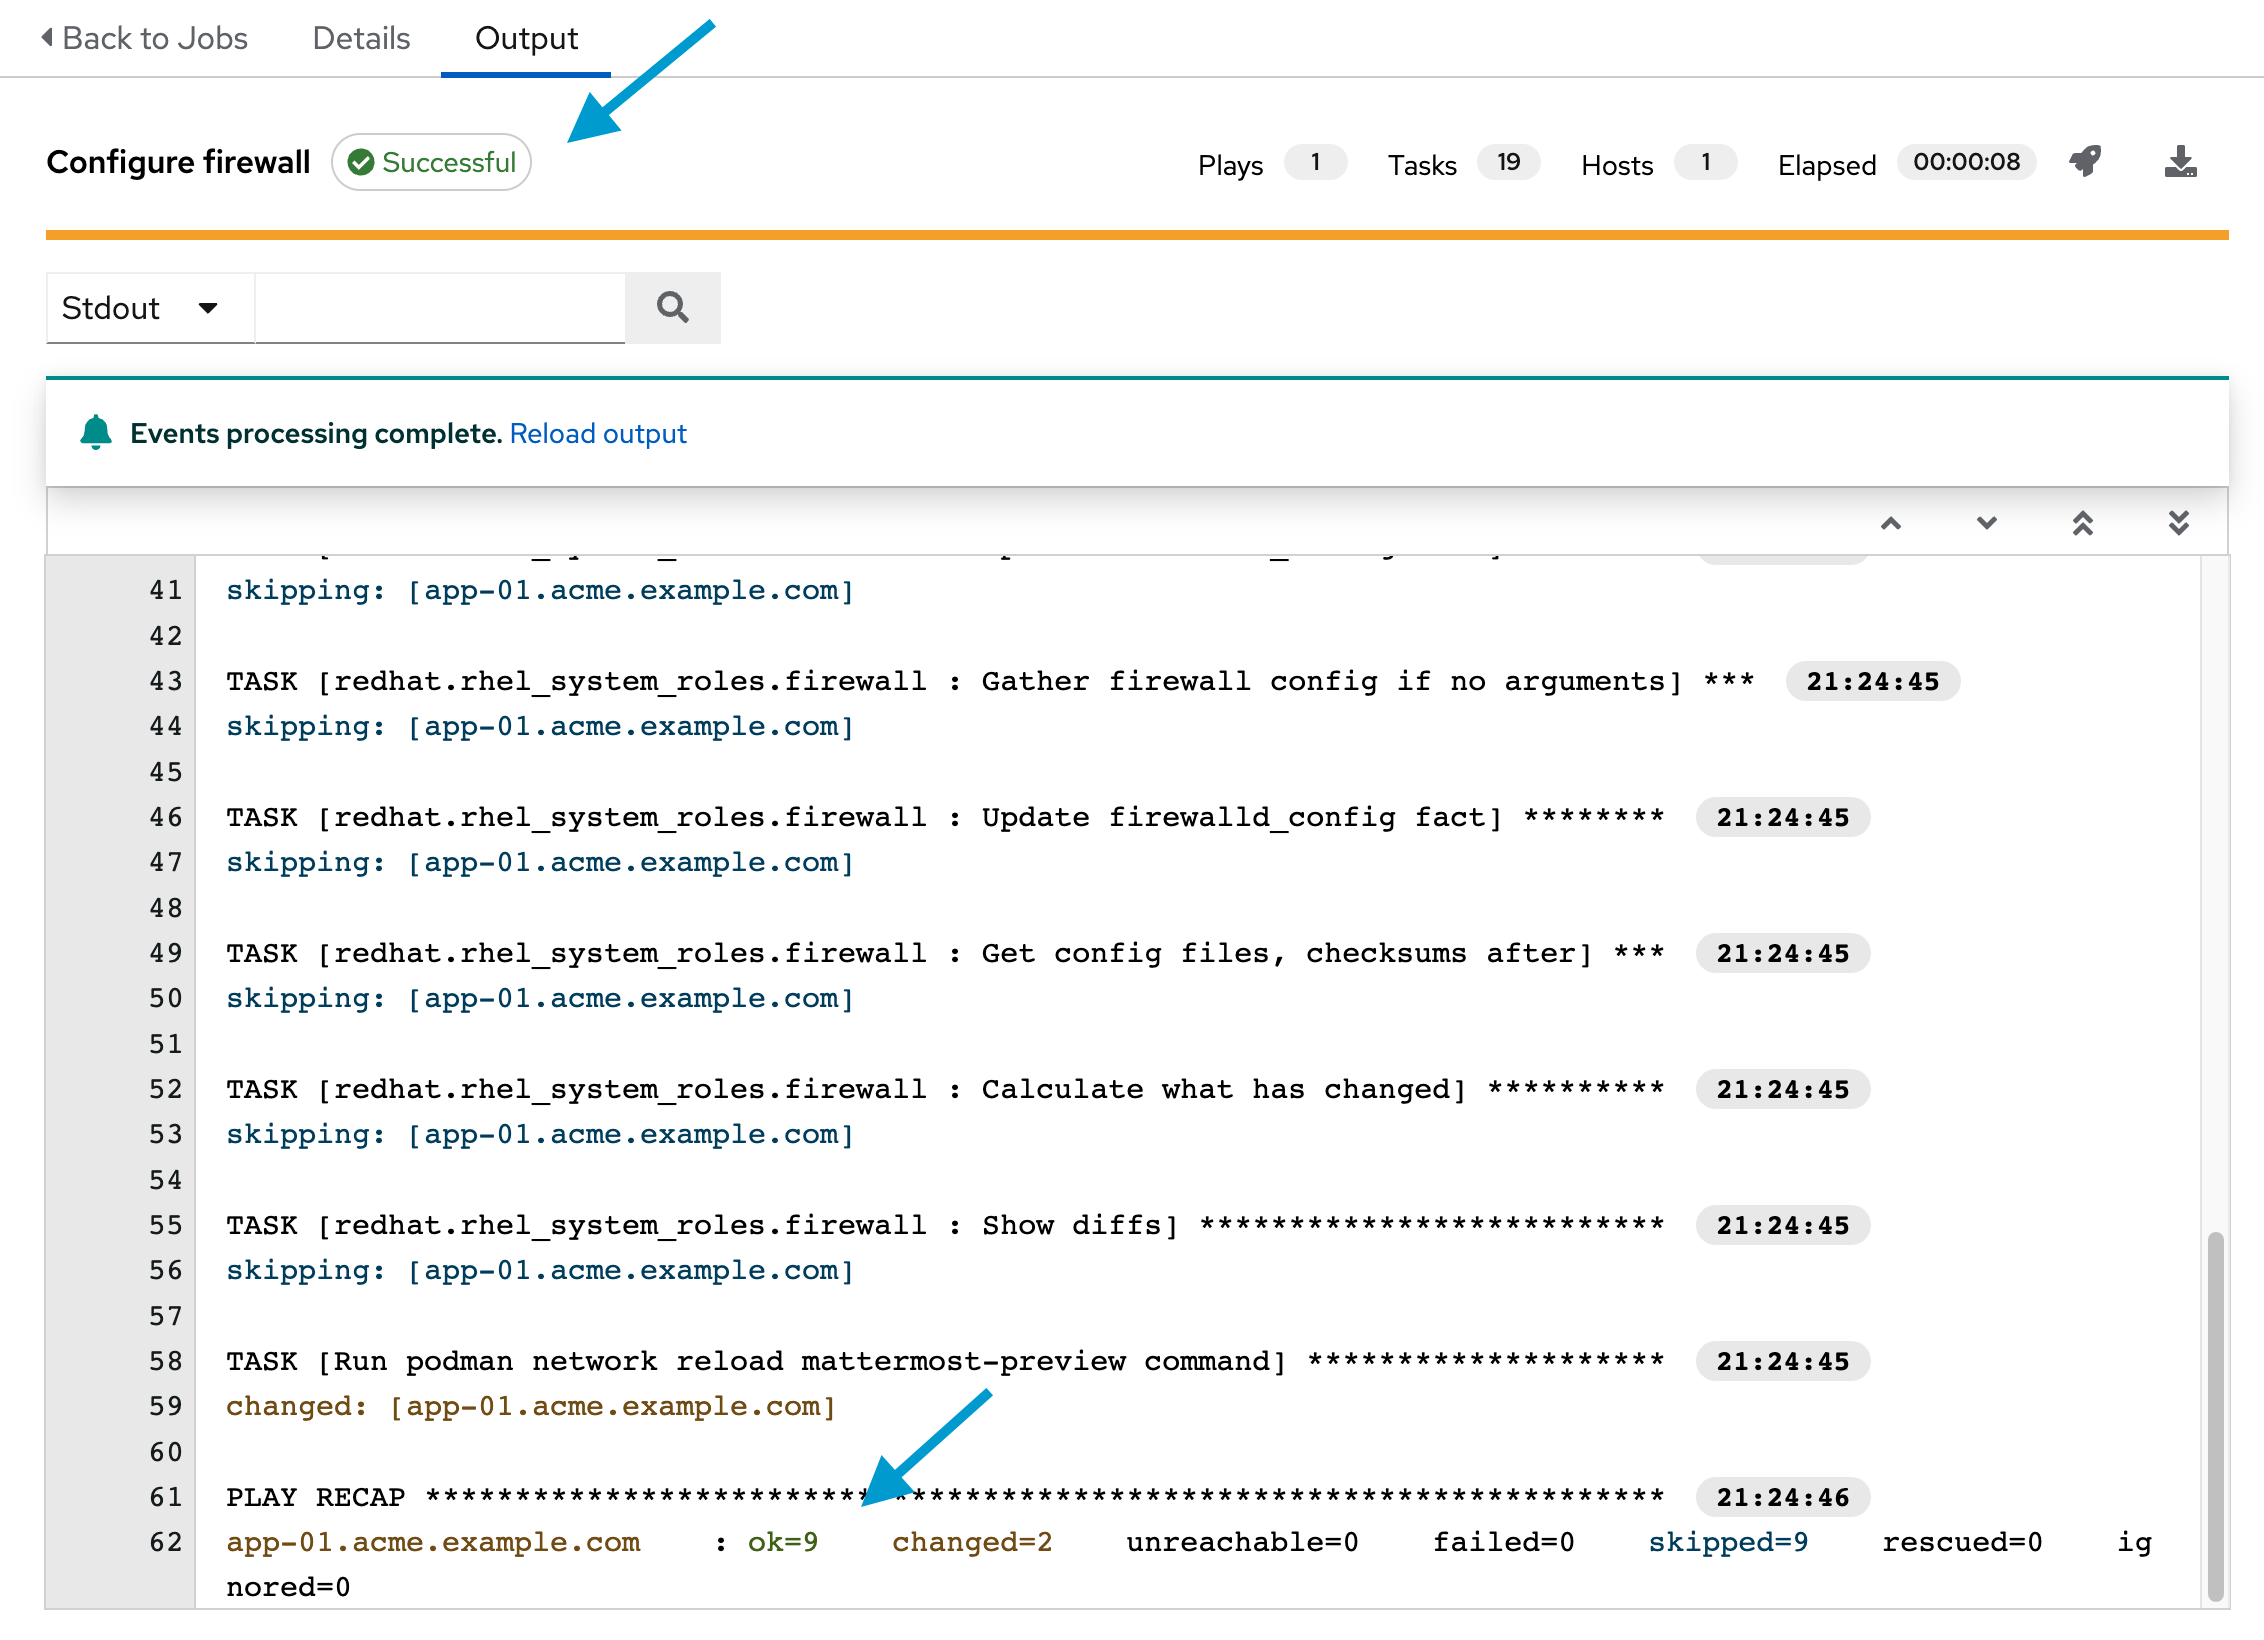 Back to Jobs Details Output
Configure firewall Successful Plays 1 Tasks 19 Hosts 1 Elapsed 00:00:08
Stdout
Events processing complete. Reload output
41 skipping: [app-01.acme.example.com]
42
43 TASK [redhat.rhel_system_roles.firewall : Gather firewall config if no arguments] *** 21:24:45
44 skipping: [app-01.acme.example.com]
45
46 TASK [redhat.rhel_system_roles.firewall : Update firewalld_config fact] ******** 21:24:45
47 skipping: [app-01.acme.example.com]
48
49 TASK [redhat.rhel_system_roles.firewall : Get config files, checksums after] *** 21:24:45
50 skipping: [app-01.acme.example.com]
51
52 TASK [redhat.rhel_system_roles.firewall : Calculate what has changed] ********** 21:24:45
53 skipping: [app-01.acme.example.com]
54
55 TASK [redhat.rhel_system_roles.firewall : Show diffs] ************************** 21:24:45
56 skipping: [app-01.acme.example.com]
57
58 TASK [Run podman network reload mattermost-preview command] ******************** 21:24:45
59 changed: [app-01.acme.example.com]
60
61 PLAY RECAP ********************************************************************* 21:24:46
62 app-01.acme.example.com : ok=9 changed=2 unreachable=0 failed=0 skipped=9 rescued=0 ig
nored=0